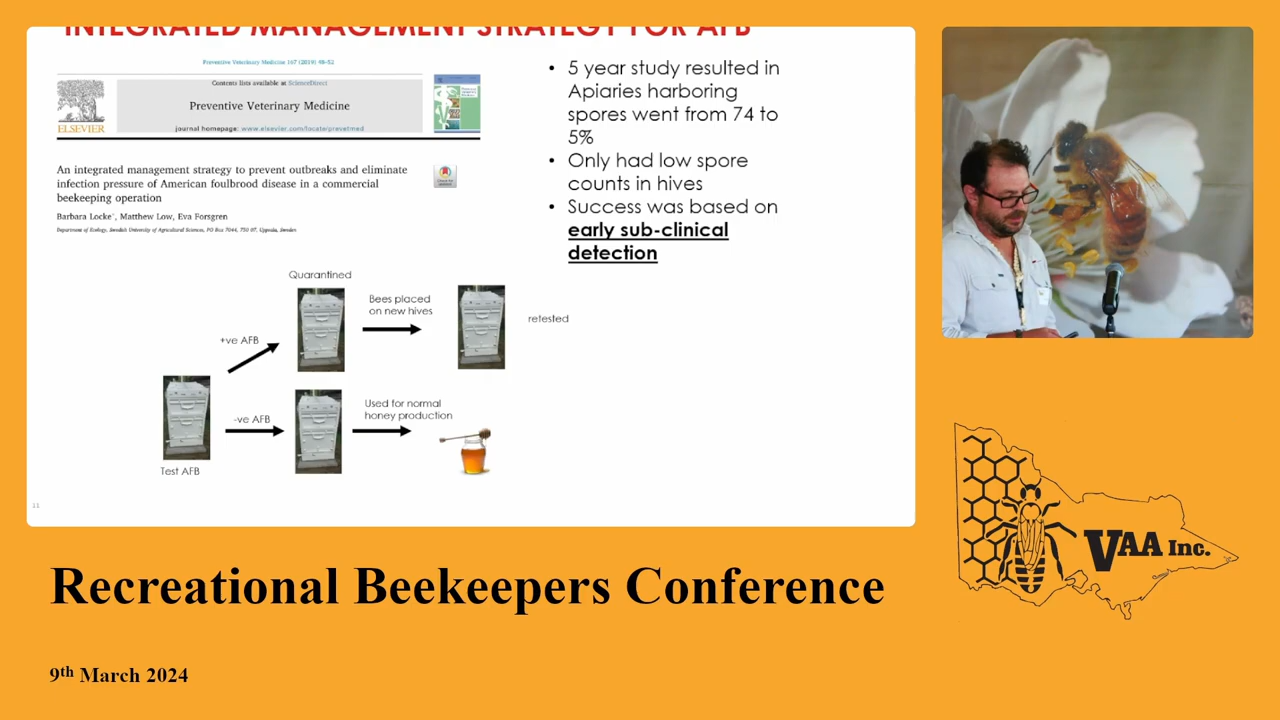 INTEGRATED MANAGEMENT STRATEGY FOR AFB
Preventive Veterinary Medicine 167 (2019) 48–52
Contents lists available at ScienceDirect
Preventive Veterinary Medicine
journal homepage: www.elsevier.com/locate/prevetmed
ELSEVIER
An integrated management strategy to prevent outbreaks and eliminate
infection pressure of American foulbrood disease in a commercial
beekeeping operation
Barbara Locke*, Matthew Low, Eva Forsgren
Department of Ecology, Swedish University of Agricultural Sciences, PO Box 7044, 750 07, Uppsala, Sweden
• 5 year study resulted in
Apiaries harboring
spores went from 74 to
5%
• Only had low spore
counts in hives
• Success was based on
early sub-clinical
detection
Quarantined
Bees placed
on new hives
retested
+ve AFB
-ve AFB
Used for normal
honey production
Test AFB
11
VAA Inc.
Recreational Beekeepers Conference
9th March 2024